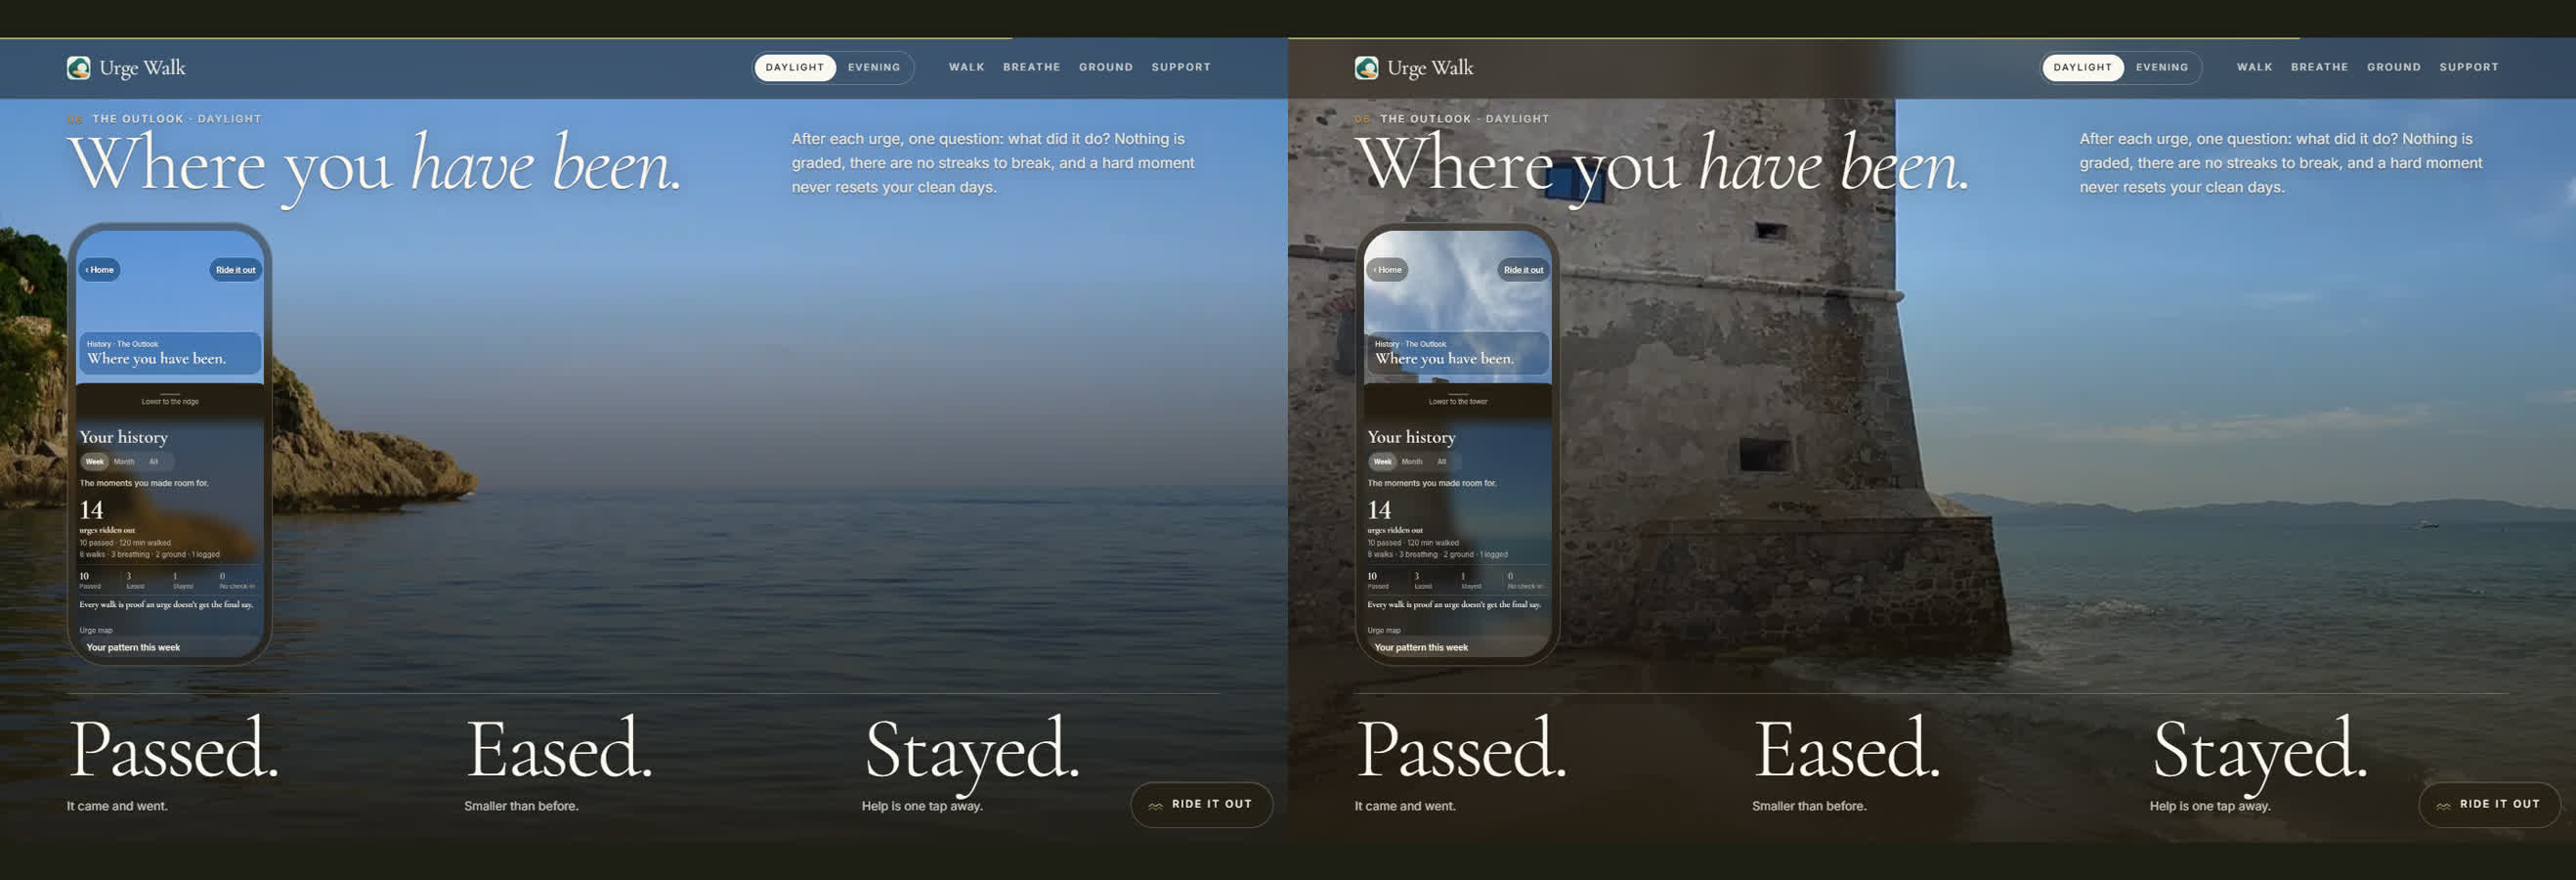 Urge Walk
DAYLIGHT EVENING WALK BREATHE GROUND SUPPORT
06 THE OUTLOOK · DAYLIGHT
Where you have been.
After each urge, one question: what did it do? Nothing is
graded, there are no streaks to break, and a hard moment
never resets your clean days.
‹ Home
Ride it out
History · The Outlook
Where you have been.
Lower to the ridge
Your history
Week Month All
The moments you made room for.
14
urges ridden out
10 passed · 120 min walked
8 walks · 3 breathing · 2 ground · 1 logged
10 3 1 0
Passed Eased Stayed No check-in
Every walk is proof an urge doesn't get the final say.
Urge map
Your pattern this week
Passed.
It came and went.
Eased.
Smaller than before.
Stayed.
Help is one tap away.
RIDE IT OUT
Urge Walk
DAYLIGHT EVENING WALK BREATHE GROUND SUPPORT
06 THE OUTLOOK · DAYLIGHT
Where you have been.
After each urge, one question: what did it do? Nothing is
graded, there are no streaks to break, and a hard moment
never resets your clean days.
‹ Home
Ride it out
History · The Outlook
Where you have been.
Lower to the tower
Your history
Week Month All
The moments you made room for.
14
urges ridden out
10 passed · 120 min walked
8 walks · 3 breathing · 2 ground · 1 logged
10 3 1 0
Passed Eased Stayed No check-in
Every walk is proof an urge doesn't get the final say.
Urge map
Your pattern this week
Passed.
It came and went.
Eased.
Smaller than before.
Stayed.
Help is one tap away.
RIDE IT OUT